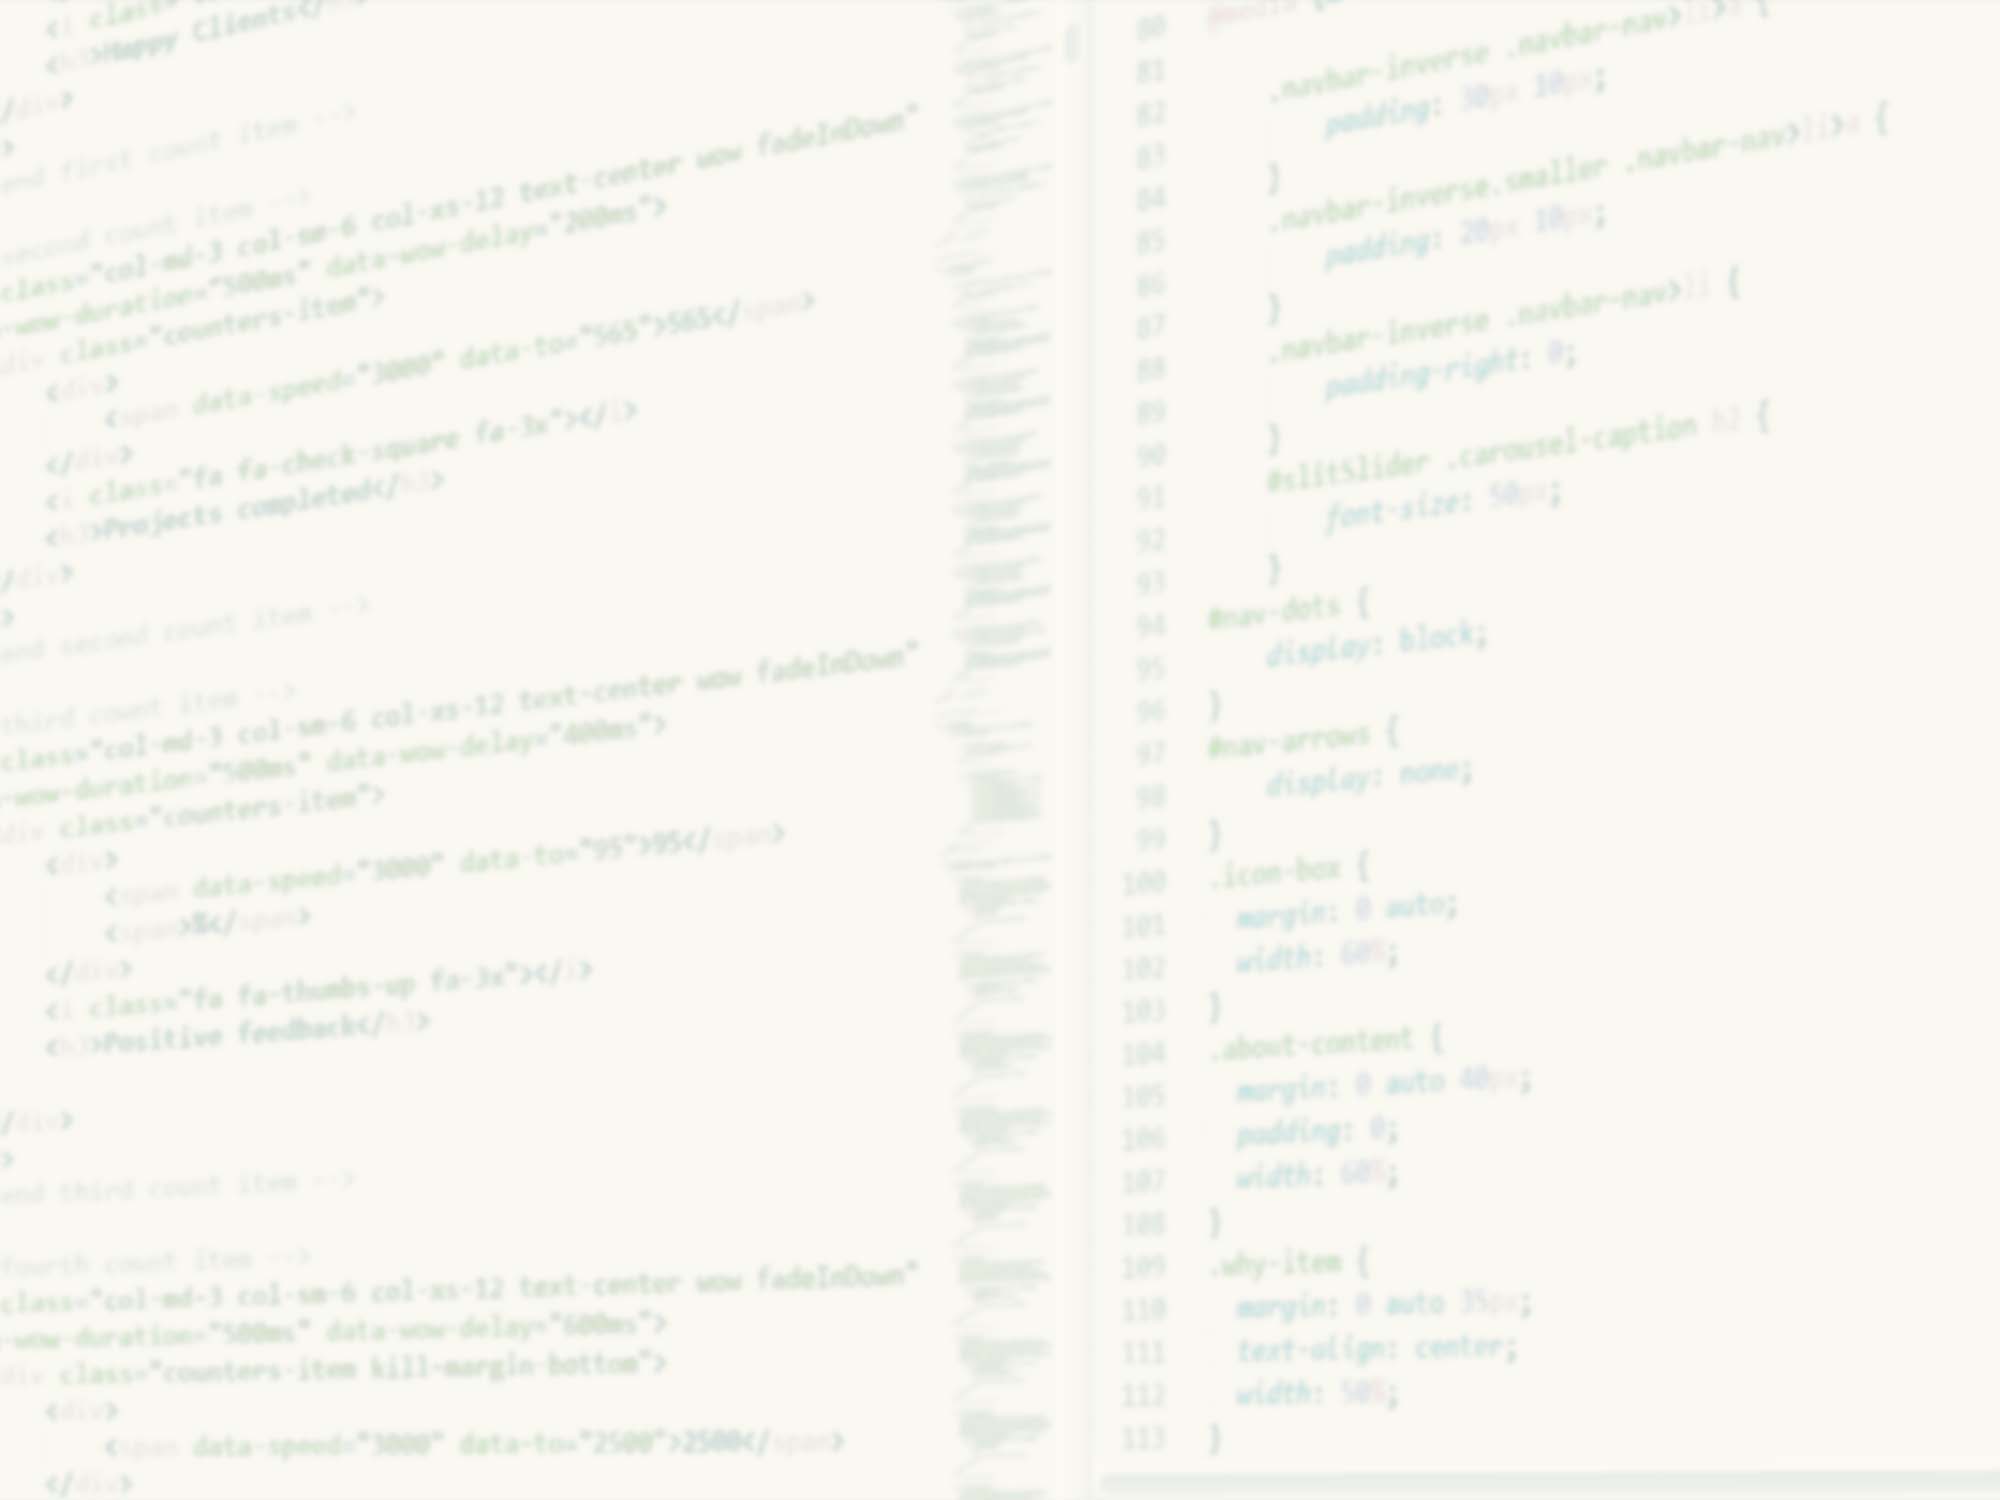 <i class="
<h3>Happy Clients</
</div>
>
end first count item -->
second count item -->
class="col-md-3 col-sm-6 col-xs-12 text-center wow fadeInDown"
-wow-duration="500ms" data-wow-delay="200ms">
div class="counters-item">
<div>
<span data-speed="3000" data-to="565">565</span>
</div>
<i class="fa fa-check-square fa-3x"></i>
<h3>Projects completed</h3>
</div>
>
end second count item -->
third count item -->
class="col-md-3 col-sm-6 col-xs-12 text-center wow fadeInDown"
-wow-duration="500ms" data-wow-delay="400ms">
div class="counters-item">
<div>
<span data-speed="3000" data-to="95">95</span>
<span>%</span>
</div>
<i class="fa fa-thumbs-up fa-3x"></i>
<h3>Positive feedback</h3>
</div>
>
end third count item -->
fourth count item -->
class="col-md-3 col-sm-6 col-xs-12 text-center wow fadeInDown"
-wow-duration="500ms" data-wow-delay="600ms">
div class="counters-item kill-margin-bottom">
<div>
<span data-speed="3000" data-to="2500">2500</span>
</div>
80 @media (
81 .navbar-inverse .navbar-nav>li>a {
82 padding: 30px 10px;
83 }
84 .navbar-inverse.smaller .navbar-nav>li>a {
85 padding: 20px 10px;
86 }
87 .navbar-inverse .navbar-nav>li {
88 padding-right: 0;
89 }
90 #slitSlider .carousel-caption h2 {
91 font-size: 50px;
92 }
93 #nav-dots {
94 display: block;
95 }
96 #nav-arrows {
97 display: none;
98 }
99 .icon-box {
100 margin: 0 auto;
101 width: 60%;
102 }
103 .about-content {
104 margin: 0 auto 40px;
105 padding: 0;
106 width: 60%;
107 }
108 .why-item {
109 margin: 0 auto 35px;
110 text-align: center;
111 width: 50%;
112 }
113